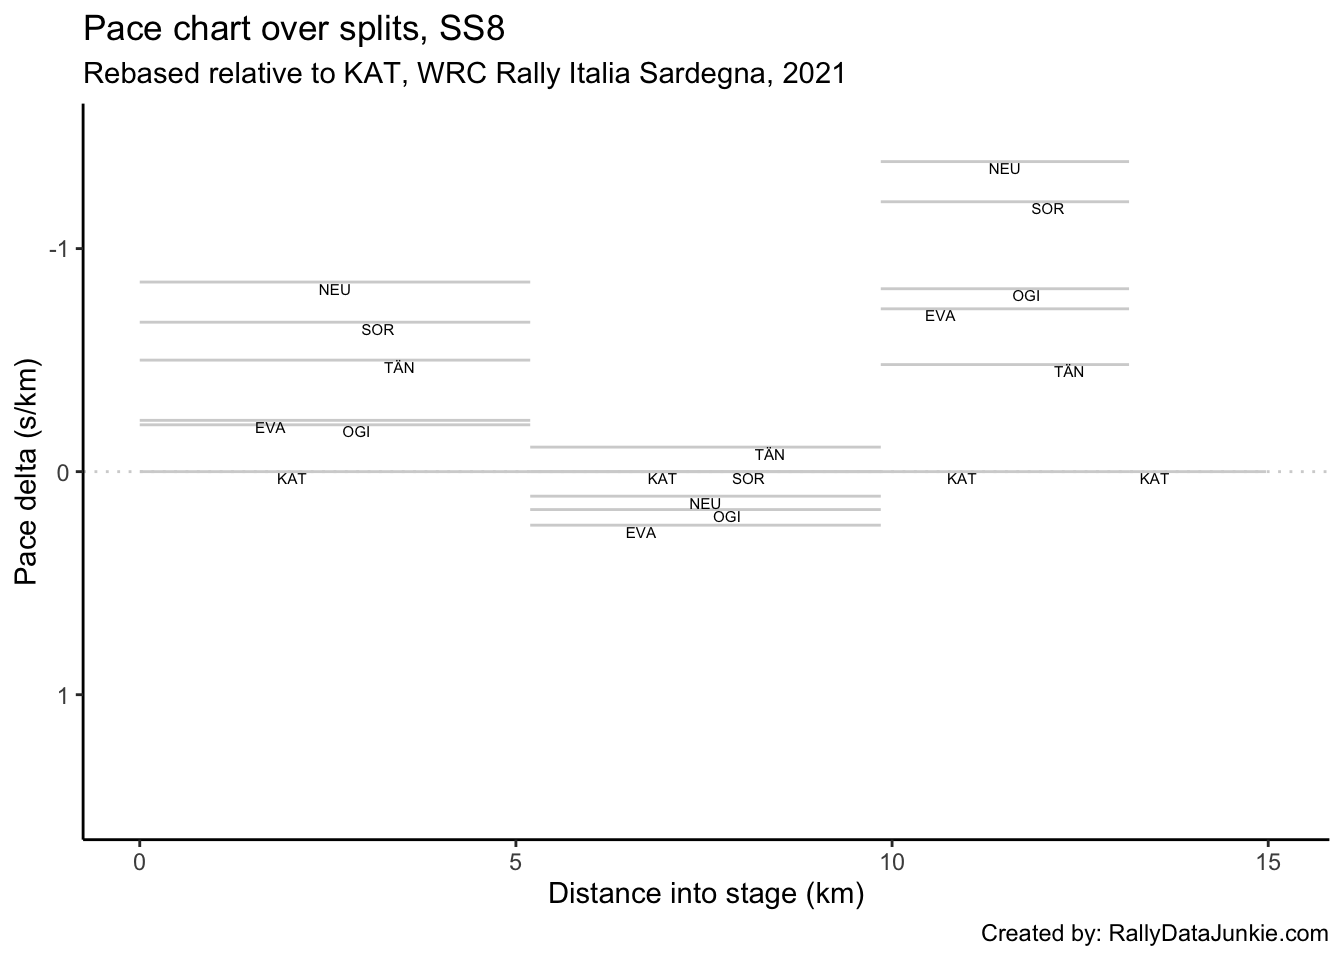 Pace chart over splits, SS8
Rebased relative to KAT, WRC Rally Italia Sardegna, 2021
NEU
SOR
-1
NEU
OGI
EVA
SOR
TÄN
TÄN
EVA
OGI
TÄN
0
KAT
KAT
SOR
KAT
KAT
NEU
OGI
EVA
1
Pace delta (s/km)
0
5
10
15
Distance into stage (km)
Created by: RallyDataJunkie.com